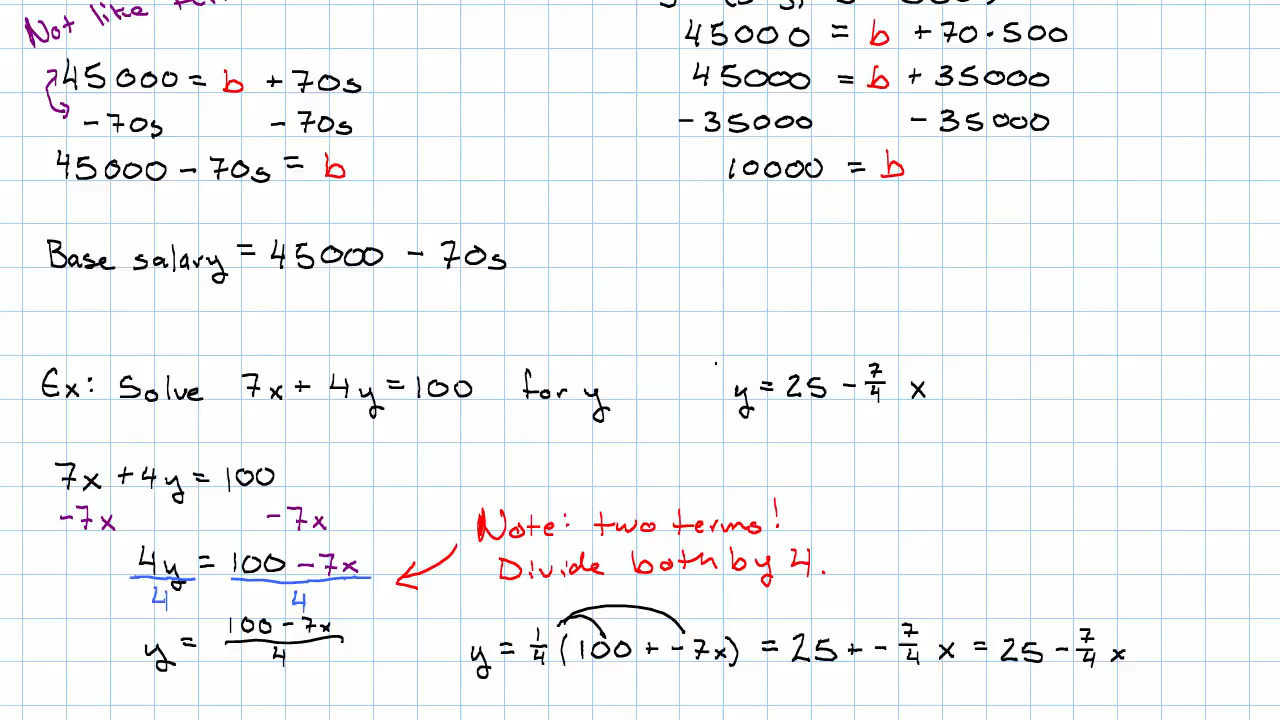 Not like
45000 = b + 70s
- 70s - 70s
45000 - 70s = b
45000 = b + 70·500
45000 = b + 35000
- 35000 - 35000
10000 = b
Base salary = 45000 - 70s
Ex: Solve 7x + 4y = 100 for y
y = 25 - 7/4 x
7x + 4y = 100
-7x -7x
4y = 100 - 7x
4 4
y = 100 - 7x / 4
Note: two terms!
Divide both by 4.
y = 1/4 (100 + -7x) = 25 + - 7/4 x = 25 - 7/4 x